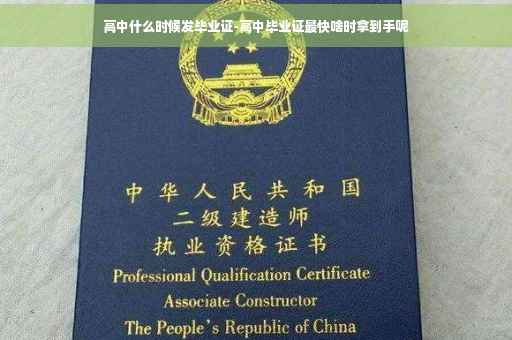 高中什么时候发毕业证-高中毕业证最快啥时拿到手呢
中华人民共和国
二级建造师
执业资格证书
Professional Qualification Certificate
Associate Constructor
The People's Republic of China